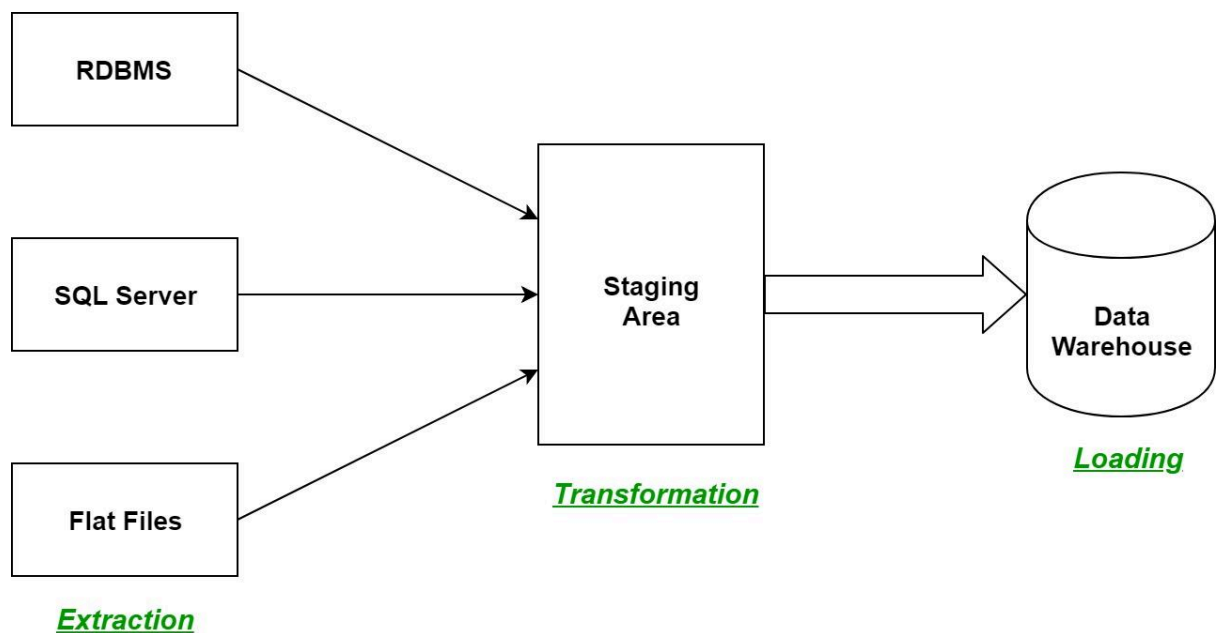 RDBMS
SQL Server
Flat Files
Extraction
Staging
Area
Transformation
Data
Warehouse
Loading